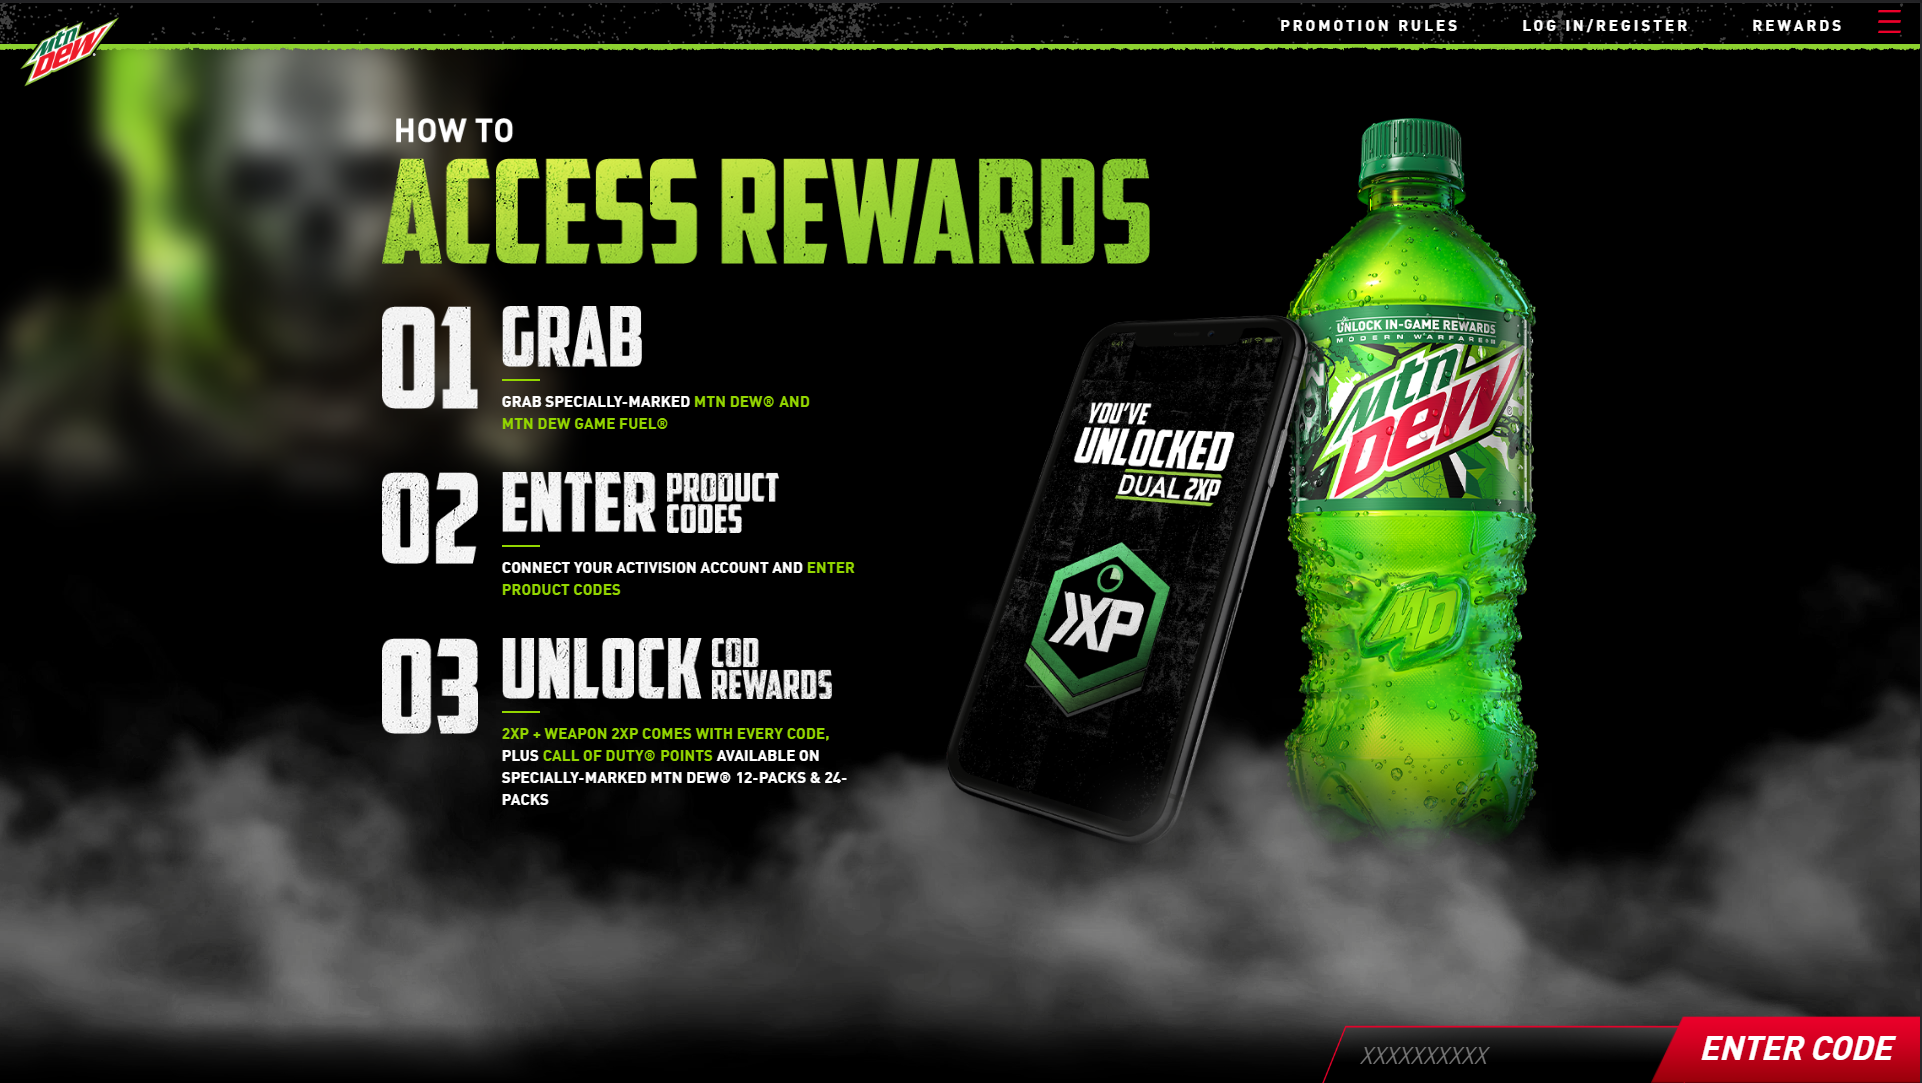 PROMOTION RULES
LOG IN/REGISTER
REWARDS
mtn
DEW
HOW TO
ACCESS REWARDS
01
GRAB
GRAB SPECIALLY-MARKED MTN DEW® AND
MTN DEW GAME FUEL®
02
ENTER PRODUCT
CODES
CONNECT YOUR ACTIVISION ACCOUNT AND ENTER
PRODUCT CODES
03
UNLOCK COD
REWARDS
2XP + WEAPON 2XP COMES WITH EVERY CODE,
PLUS CALL OF DUTY® POINTS AVAILABLE ON
SPECIALLY-MARKED MTN DEW® 12-PACKS & 24-
PACKS
YOU'VE
UNLOCKED
DUAL 2XP
XP
UNLOCK IN-GAME REWARDS
MODERN WARFARE® II
mtn
DEW
MD
XXXXXXXXXX
ENTER CODE